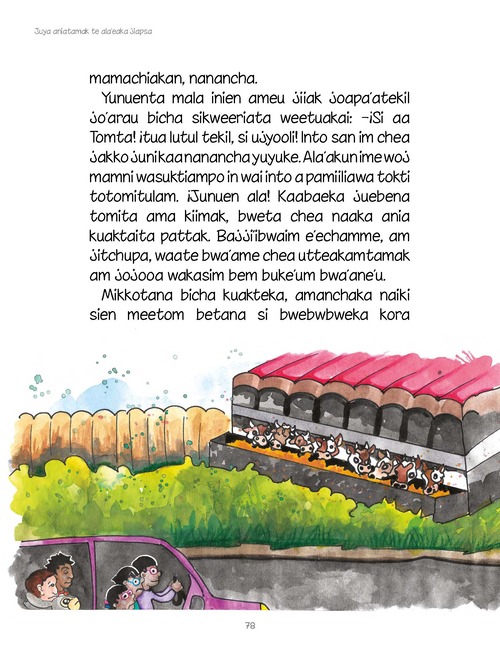 Juya aniatamak te ala'eaka Siapsa
mamachiakan, nanancha.
Yunuenta mala inien ameu jiiak joapa'atekil
jo'arau bicha sikweeriata weetuakai: –¡Si aa
Tomta! ¡tua lutul tekil, si ujyooli! Into san im chea
jakko junikaa nanancha yuyuke. Ala'akun ime woj
mamni wasuktiampo in wai into a pamiiliawa tokti
totomitulam. ¡Junuen ala! Kaabaeka juebena
tomita ama kiimak, bweta chea naaka ania
kuaktaita pattak. Bajjiibwaim e'echamme, am
jitchupa, waate bwa'ame chea utteakamtamak
am jojooa wakasim bem buke'um bwa'ane'u.
Mikkotana bicha kuakteka, amanchaka naiki
sien meetom betana si bwebwbweka kora
78